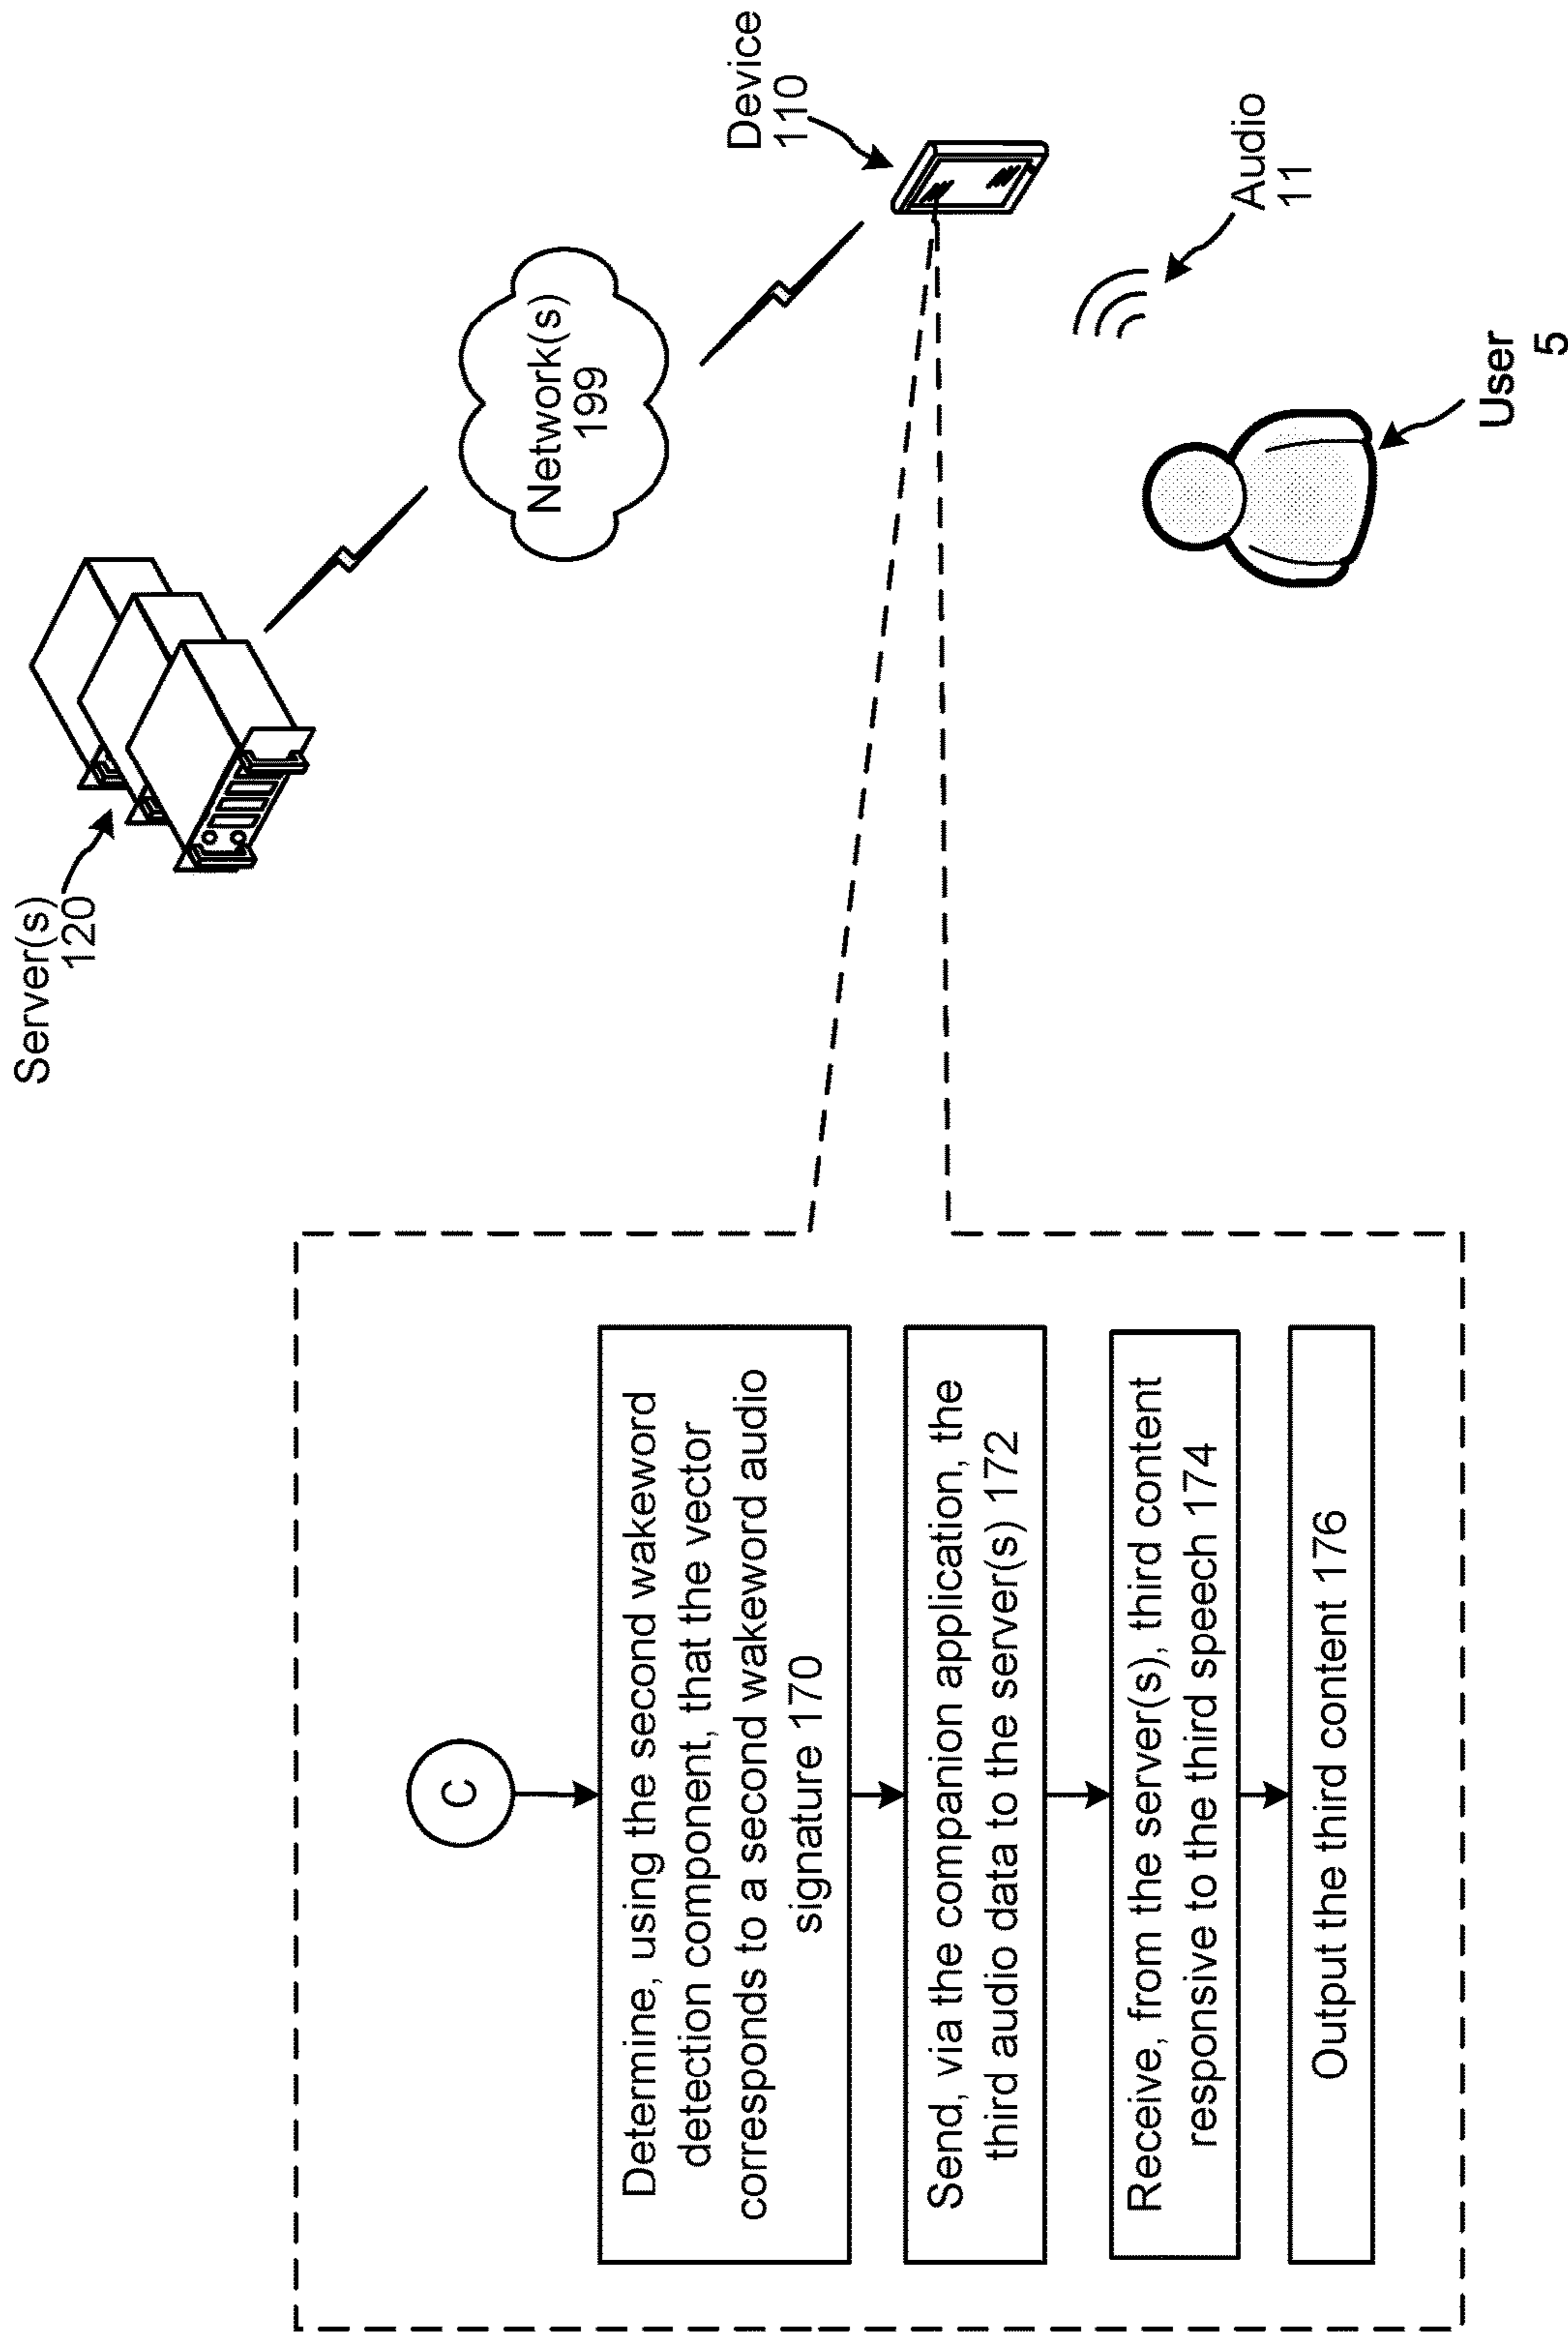 Server(s)
120
Network(s)
199
Device
110
Audio
11
User
5
C
Determine, using the second wakeword
detection component, that the vector
corresponds to a second wakeword audio
signature 170
Send, via the companion application, the
third audio data to the server(s) 172
Receive, from the server(s), third content
responsive to the third speech 174
Output the third content 176